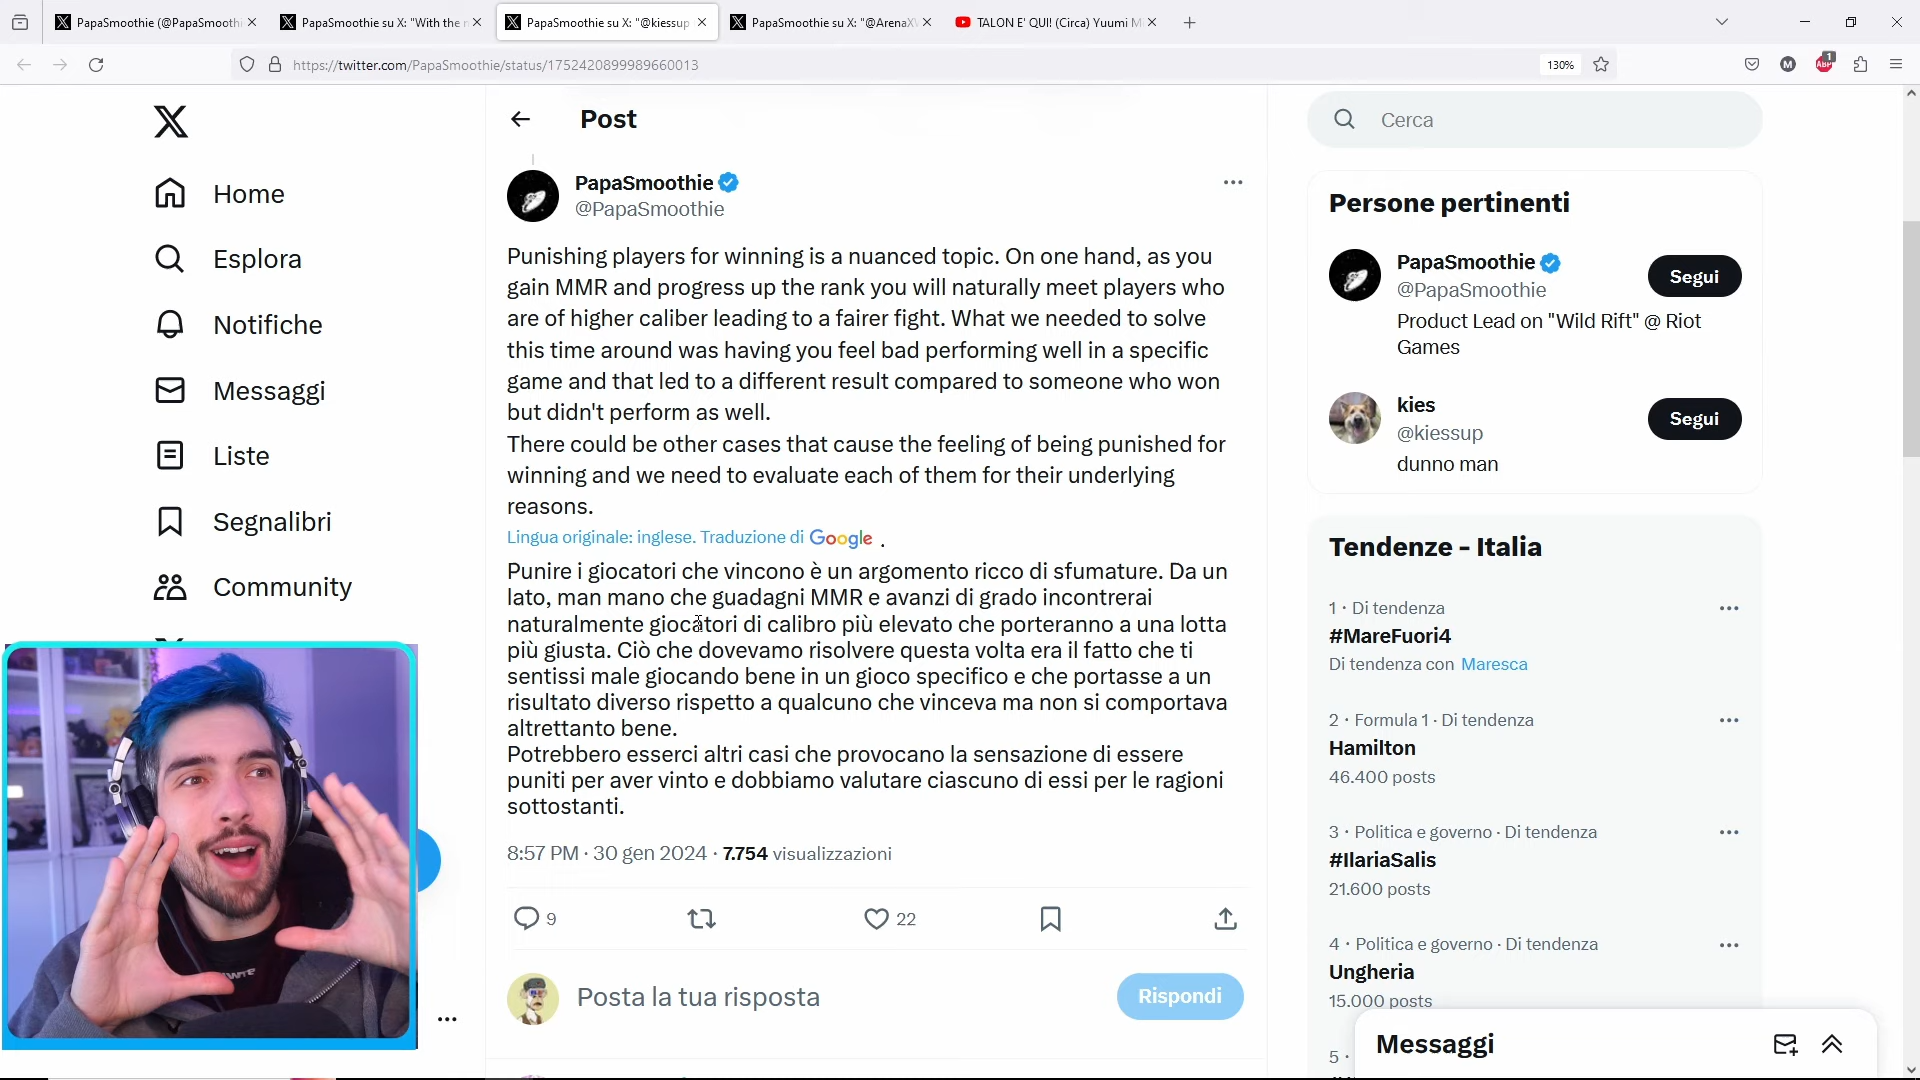 PapaSmoothie (@PapaSmoothi
PapaSmoothie su X: "With the r
PapaSmoothie su X: "@kiessup
PapaSmoothie su X: "@ArenaXV
TALON E' QUI! (Circa) Yuumi M
https://twitter.com/PapaSmoothie/status/1752420899989660013
130%
M
ABP
1
Home
Esplora
Notifiche
Messaggi
Liste
Segnalibri
Community
Post
PapaSmoothie
@PapaSmoothie
Punishing players for winning is a nuanced topic. On one hand, as you
gain MMR and progress up the rank you will naturally meet players who
are of higher caliber leading to a fairer fight. What we needed to solve
this time around was having you feel bad performing well in a specific
game and that led to a different result compared to someone who won
but didn't perform as well.
There could be other cases that cause the feeling of being punished for
winning and we need to evaluate each of them for their underlying
reasons.
Lingua originale: inglese. Traduzione di Google .
Punire i giocatori che vincono è un argomento ricco di sfumature. Da un
lato, man mano che guadagni MMR e avanzi di grado incontrerai
naturalmente giocatori di calibro più elevato che porteranno a una lotta
più giusta. Ciò che dovevamo risolvere questa volta era il fatto che ti
sentissi male giocando bene in un gioco specifico e che portasse a un
risultato diverso rispetto a qualcuno che vinceva ma non si comportava
altrettanto bene.
Potrebbero esserci altri casi che provocano la sensazione di essere
puniti per aver vinto e dobbiamo valutare ciascuno di essi per le ragioni
sottostanti.
8:57 PM · 30 gen 2024 · 7.754 visualizzazioni
9
22
Posta la tua risposta
Rispondi
Cerca
Persone pertinenti
PapaSmoothie
@PapaSmoothie
Segui
Product Lead on "Wild Rift" @ Riot
Games
kies
@kiessup
Segui
dunno man
Tendenze - Italia
1 · Di tendenza
#MareFuori4
Di tendenza con Maresca
2 · Formula 1 · Di tendenza
Hamilton
46.400 posts
3 · Politica e governo · Di tendenza
#IlariaSalis
21.600 posts
4 · Politica e governo · Di tendenza
Ungheria
15.000 posts
5 ·
Messaggi